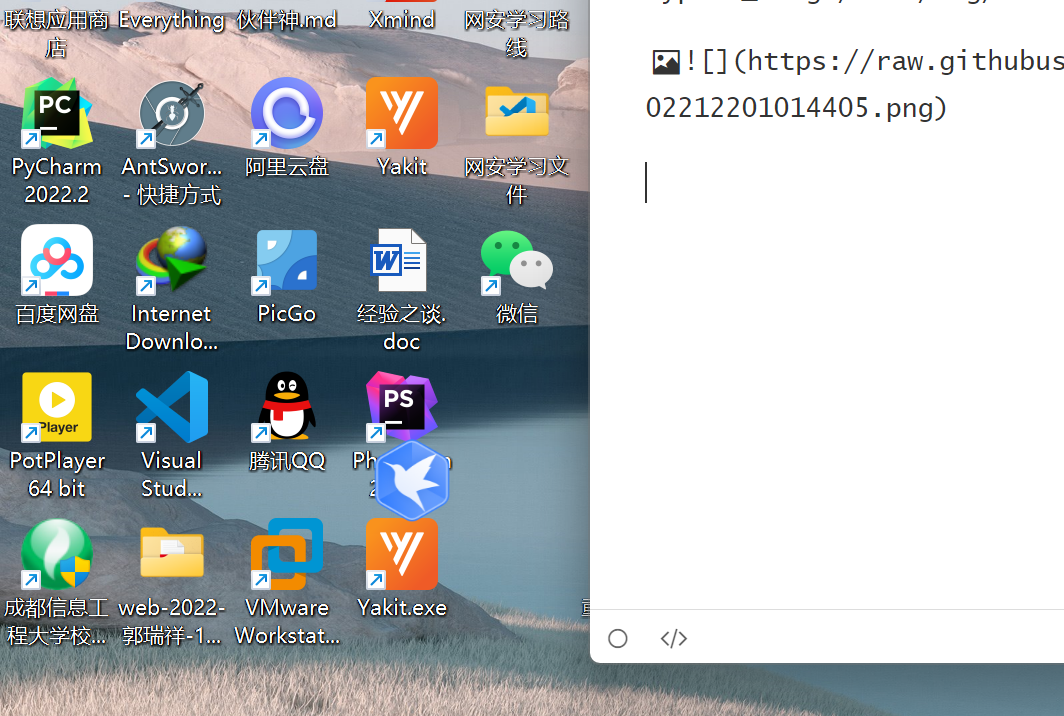 联想应用商
店
Everything
伙伴神.md
Xmind
网安学习路
线
PC
PyCharm
2022.2
AntSwor...
- 快捷方式
阿里云盘
Yakit
网安学习文
件
百度网盘
Internet
Downlo...
PicGo
W
经验之谈.
doc
微信
Player
PotPlayer
64 bit
Visual
Stud...
腾讯QQ
PS
成都信息工
程大学校...
web-2022-
郭瑞祥-1...
VMware
Workstat...
Yakit.exe
![](https://raw.githubus
02212201014405.png)
</>